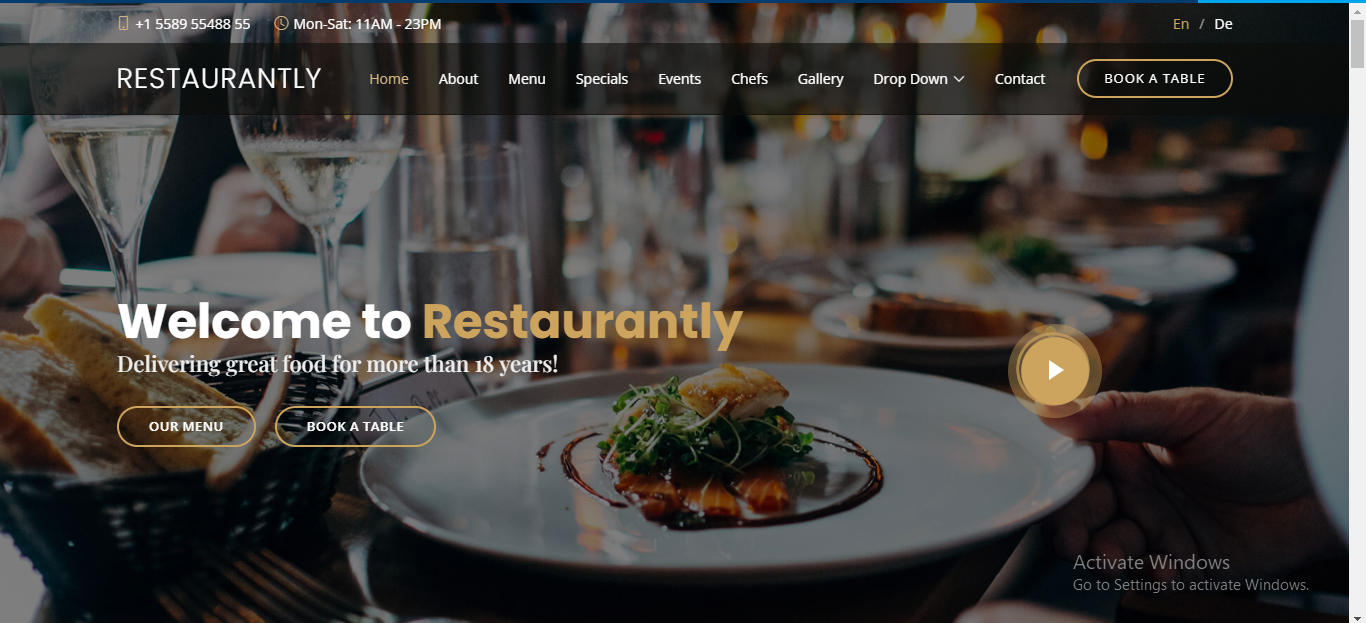 +1 5589 55488 55 Mon-Sat: 11AM - 23PM En / De
RESTAURANTLY Home About Menu Specials Events Chefs Gallery Drop Down Contact BOOK A TABLE
Welcome to Restaurantly
Delivering great food for more than 18 years!
OUR MENU BOOK A TABLE
Activate Windows
Go to Settings to activate Windows.